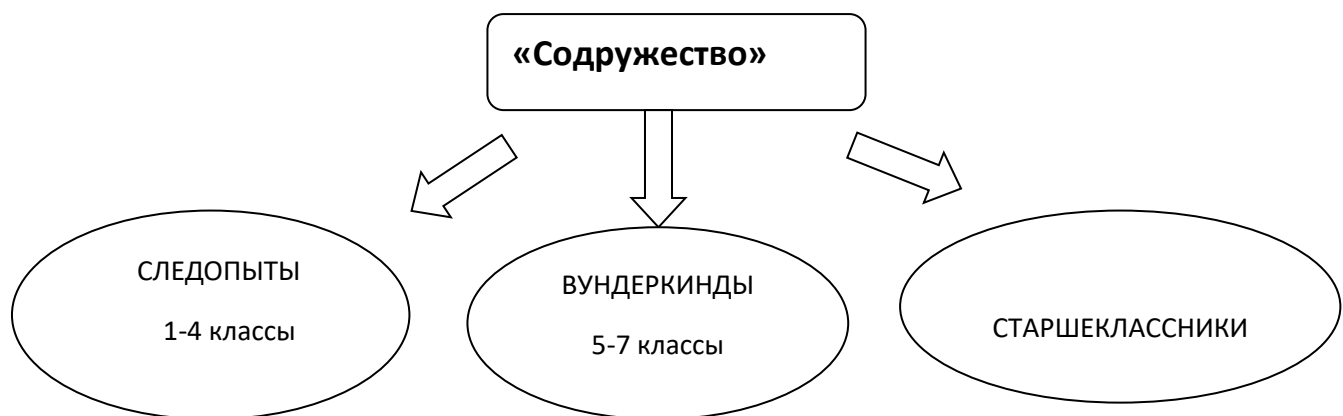 «Содружество»
СЛЕДОПЫТЫ
1-4 классы
ВУНДЕРКИНДЫ
5-7 классы
СТАРШЕКЛАССНИКИ